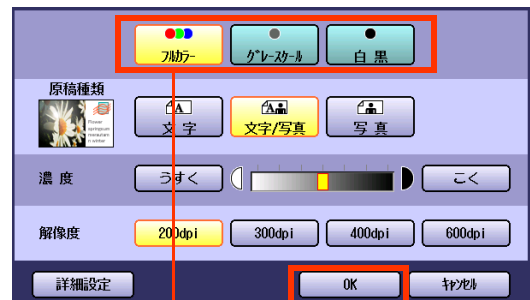 フルカラー グレースケール 白 黒
原稿種類
文 字 文字/写真 写 真
濃 度 うすく こく
解像度 200dpi 300dpi 400dpi 600dpi
詳細設定 OK キャンセル